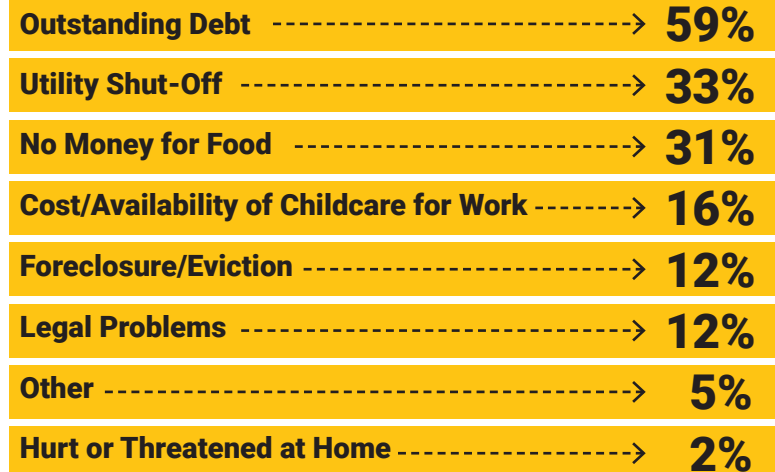 Outstanding Debt 59%
Utility Shut-Off 33%
No Money for Food 31%
Cost/Availability of Childcare for Work 16%
Foreclosure/Eviction 12%
Legal Problems 12%
Other 5%
Hurt or Threatened at Home 2%